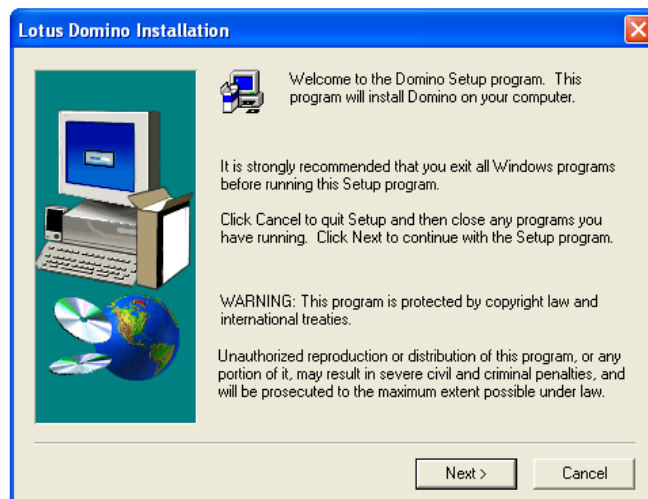 Lotus Domino Installation
Welcome to the Domino Setup program. This
program will install Domino on your computer.
It is strongly recommended that you exit all Windows programs
before running this Setup program.
Click Cancel to quit Setup and then close any programs you
have running. Click Next to continue with the Setup program.
WARNING: This program is protected by copyright law and
international treaties.
Unauthorized reproduction or distribution of this program, or any
portion of it, may result in severe civil and criminal penalties, and
will be prosecuted to the maximum extent possible under law.
Next >
Cancel